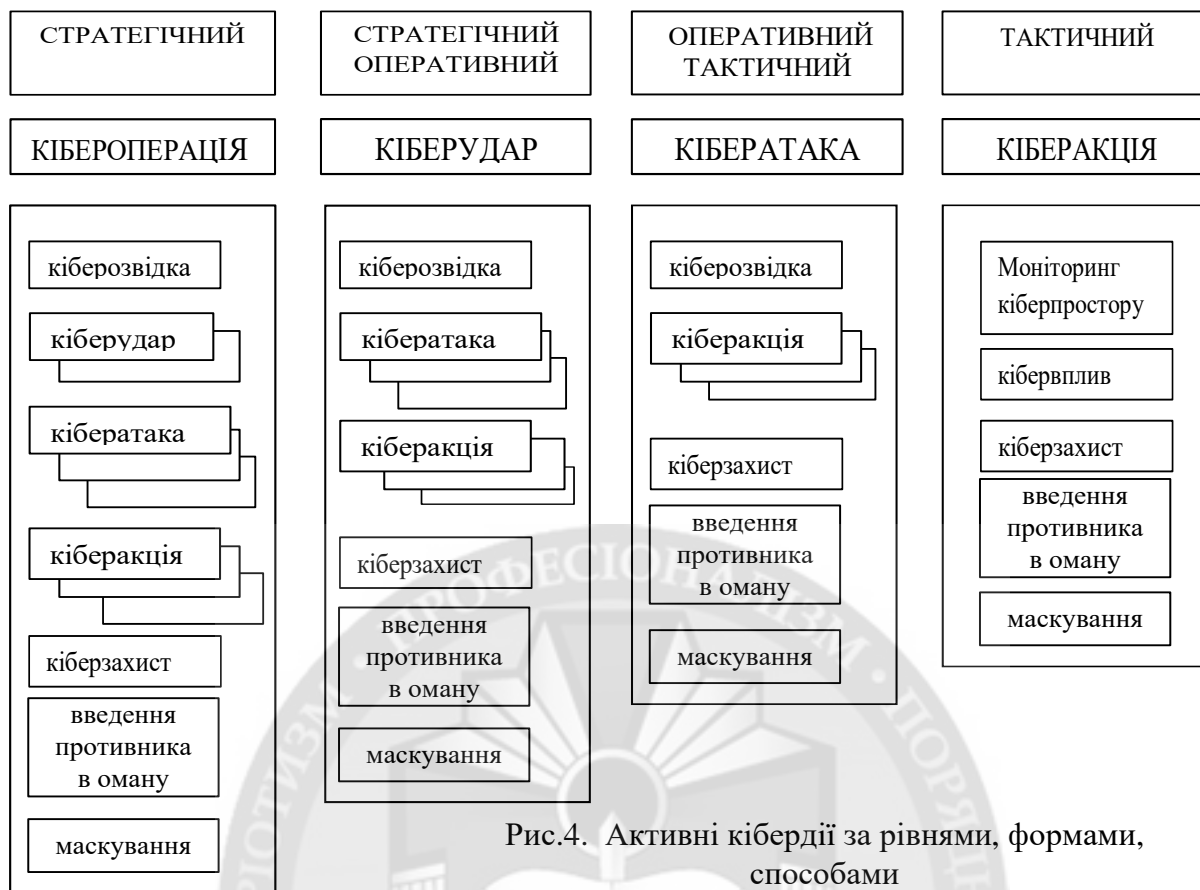 СТРАТЕГІЧНИЙ
СТРАТЕГІЧНИЙ
ОПЕРАТИВНИЙ
ОПЕРАТИВНИЙ
ТАКТИЧНИЙ
ТАКТИЧНИЙ
КІБЕРОПЕРАЦІЯ
КІБЕРУДАР
КІБЕРАТАКА
КІБЕРАКЦІЯ
кіберозвідка
кіберудар
кібератака
кіберакція
кіберзахист
введення
противника
в оману
маскування
кіберозвідка
кібератака
кіберакція
кіберзахист
введення
противника
в оману
маскування
кіберозвідка
кіберакція
кіберзахист
введення
противника
в оману
маскування
Моніторинг
кіберпростору
кібервплив
кіберзахист
введення
противника
в оману
маскування
Рис.4. Активні кібердії за рівнями, формами,
способами
ПРОФЕСІОНАЛІЗМ